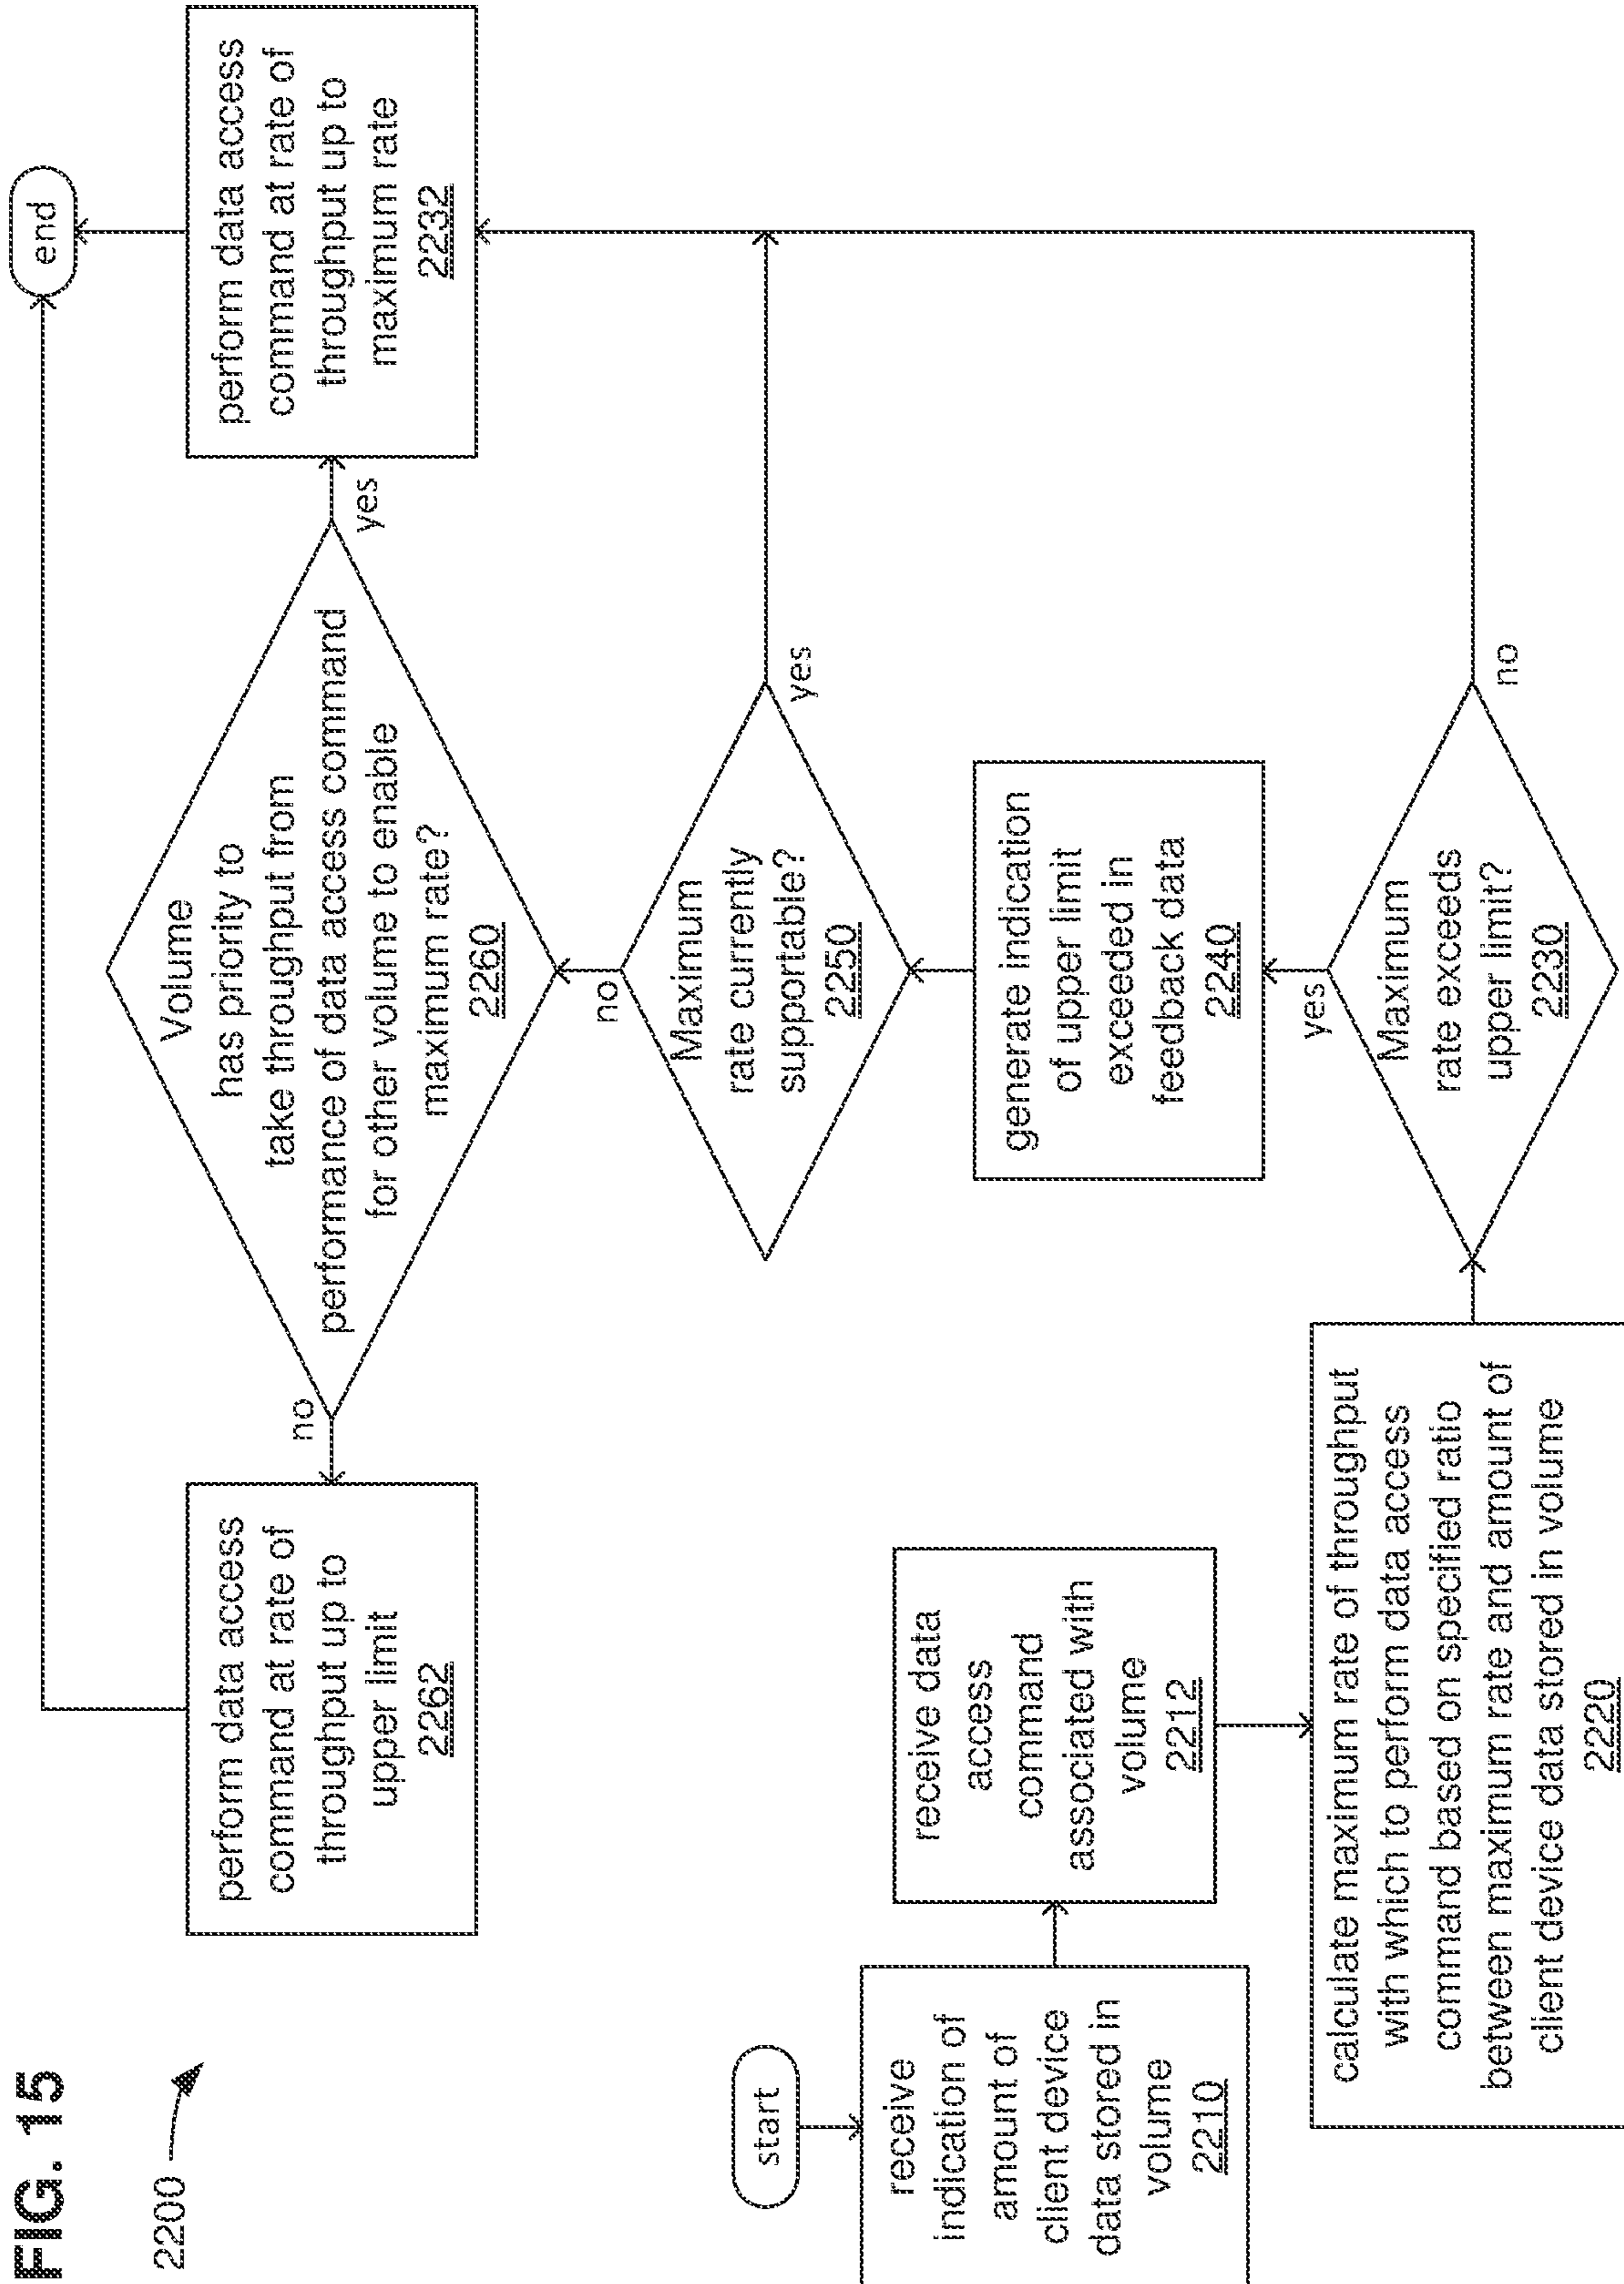 FIG. 15
2200
start
receive
indication of
amount of
client device
data stored in
volume
2210
receive data
access
command
associated with
volume
2212
calculate maximum rate of throughput
with which to perform data access
command based on specified ratio
between maximum rate and amount of
client device data stored in volume
2220
Maximum
rate exceeds
upper limit?
2230
yes
no
generate indication
of upper limit
exceeded in
feedback data
2240
Maximum
rate currently
supportable?
2250
no
yes
Volume
has priority to
take throughput from
performance of data access command
for other volume to enable
maximum rate?
2260
no
yes
perform data access
command at rate of
throughput up to
upper limit
2262
perform data access
command at rate of
throughput up to
maximum rate
2232
end